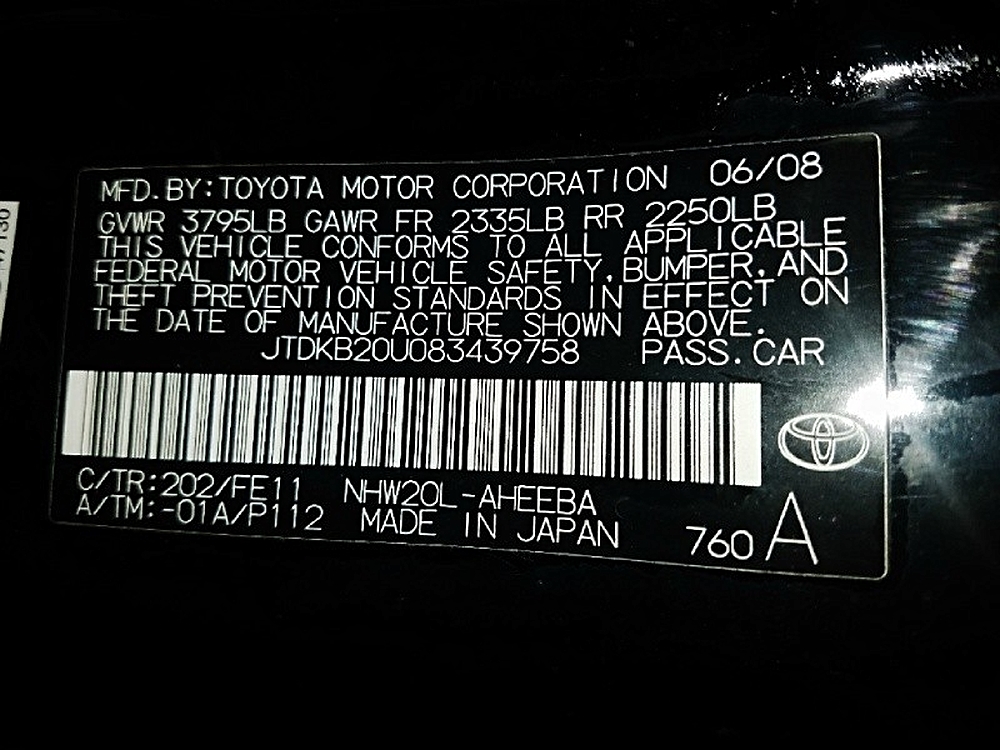 MFD. BY: TOYOTA MOTOR CORPORATION 06/08
GVWR 3795LB GAWR FR 2335LB RR 2250LB
THIS VEHICLE CONFORMS TO ALL APPLICABLE
FEDERAL MOTOR VEHICLE SAFETY, BUMPER, AND
THEFT PREVENTION STANDARDS IN EFFECT ON
THE DATE OF MANUFACTURE SHOWN ABOVE.
JTDKB20U083439758 PASS. CAR
C/TR: 202/FE11 NHW20L-AHEEBA
A/TM: -01A/P112 MADE IN JAPAN 760 A